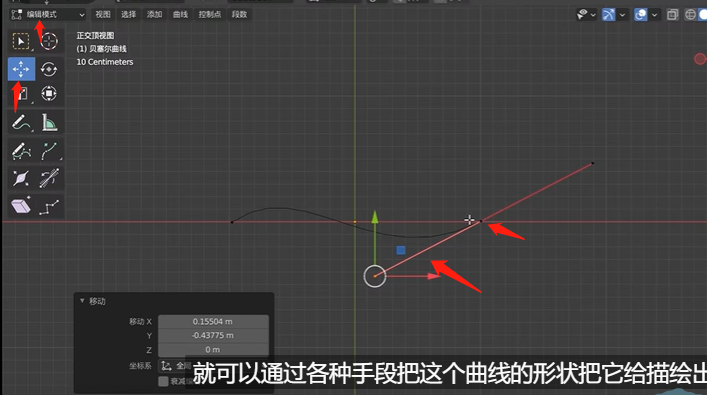 编辑模式 视图 选择 添加 曲线 控制点 段数
正交顶视图
(1) 贝塞尔曲线
10 Centimeters
移动
移动 X 0.15504 m
Y -0.43775 m
Z 0 m
坐标系 全局
衰减编
就可以通过各种手段把这个曲线的形状把它给描绘出